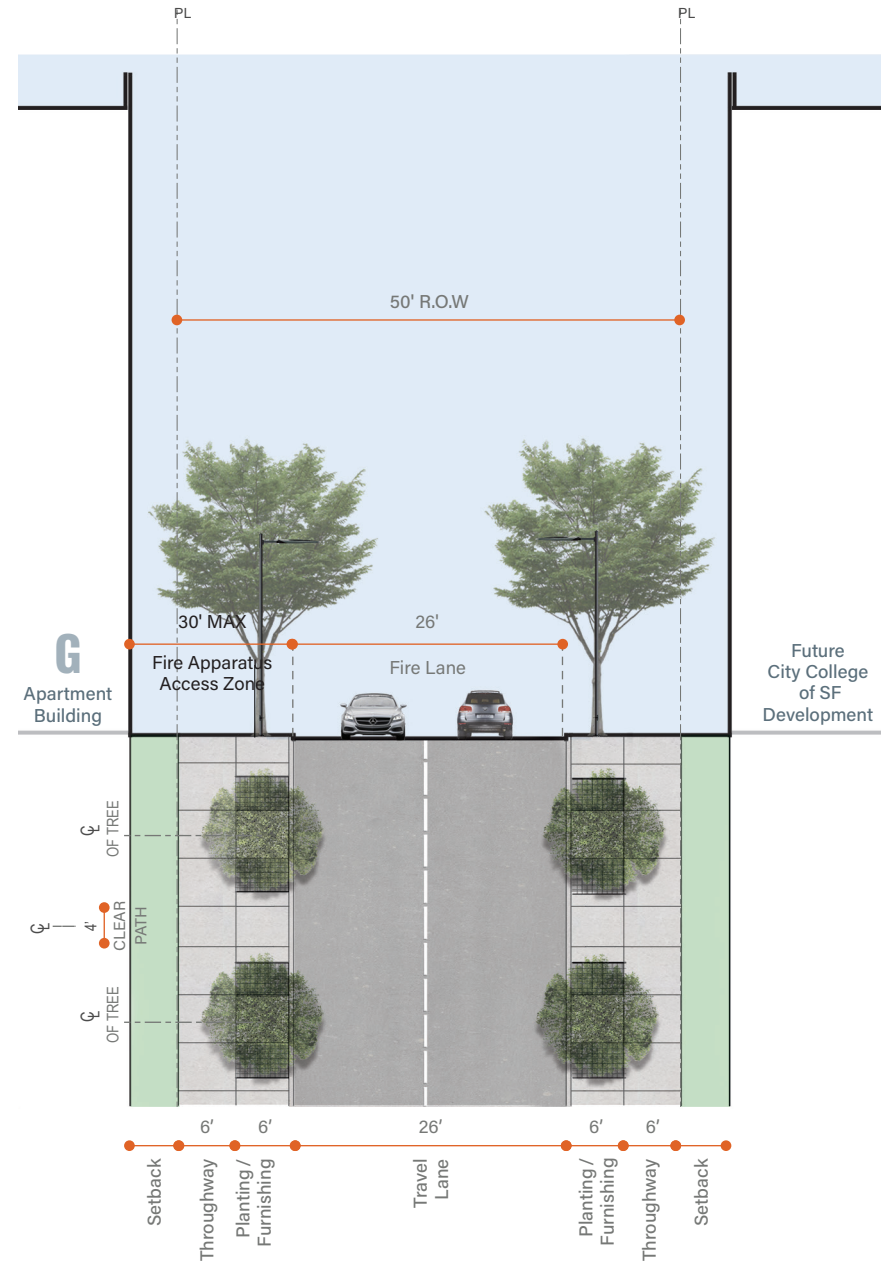 PL
PL
50' R.O.W
30' MAX
26'
Fire Apparatus
Access Zone
Fire Lane
G
Apartment
Building
Future
City College
of SF
Development
℄
OF TREE
℄
4'
CLEAR
PATH
℄
OF TREE
6'
6'
26'
6'
6'
Setback
Throughway
Planting /
Furnishing
Travel
Lane
Planting /
Furnishing
Throughway
Setback